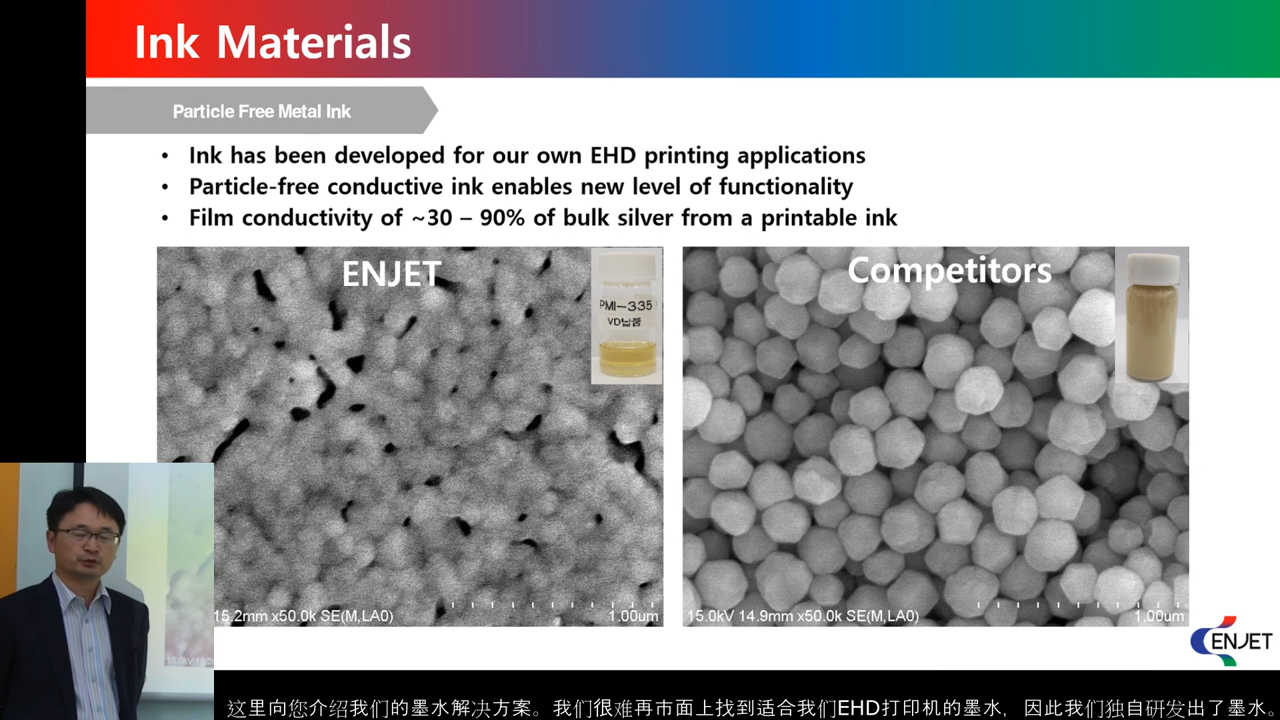 Ink Materials
Particle Free Metal Ink
• Ink has been developed for our own EHD printing applications
• Particle-free conductive ink enables new level of functionality
• Film conductivity of ~30 – 90% of bulk silver from a printable ink
ENJET
PMI-335
VD납품
15.2mm x50.0k SE(M,LA0)
1.00um
Competitors
15.0kV 14.9mm x50.0k SE(M,LA0)
1.00um
ENJET
这里向您介绍我们的墨水解决方案。我们很难再市面上找到适合我们EHD打印机的墨水，因此我们独自研发出了墨水。